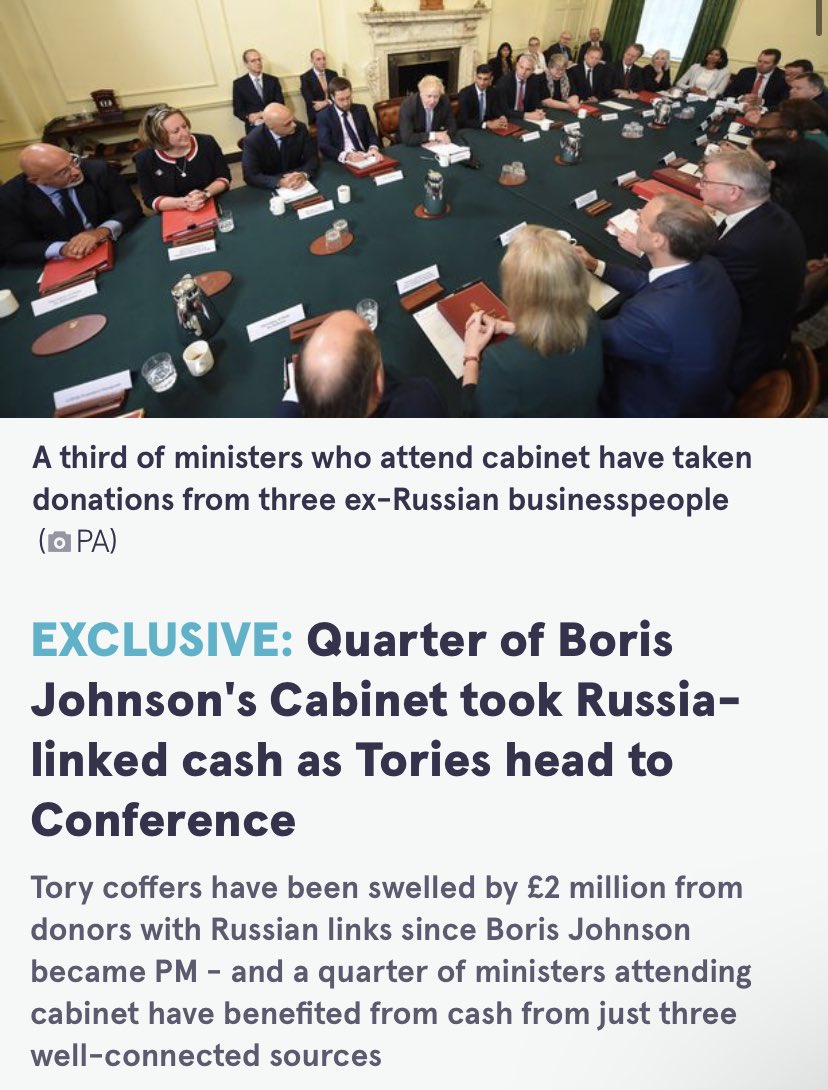 A third of ministers who attend cabinet have taken
donations from three ex-Russian businesspeople
(PA)
EXCLUSIVE: Quarter of Boris
Johnson's Cabinet took Russia-
linked cash as Tories head to
Conference
Tory coffers have been swelled by £2 million from
donors with Russian links since Boris Johnson
became PM - and a quarter of ministers attending
cabinet have benefited from cash from just three
well-connected sources